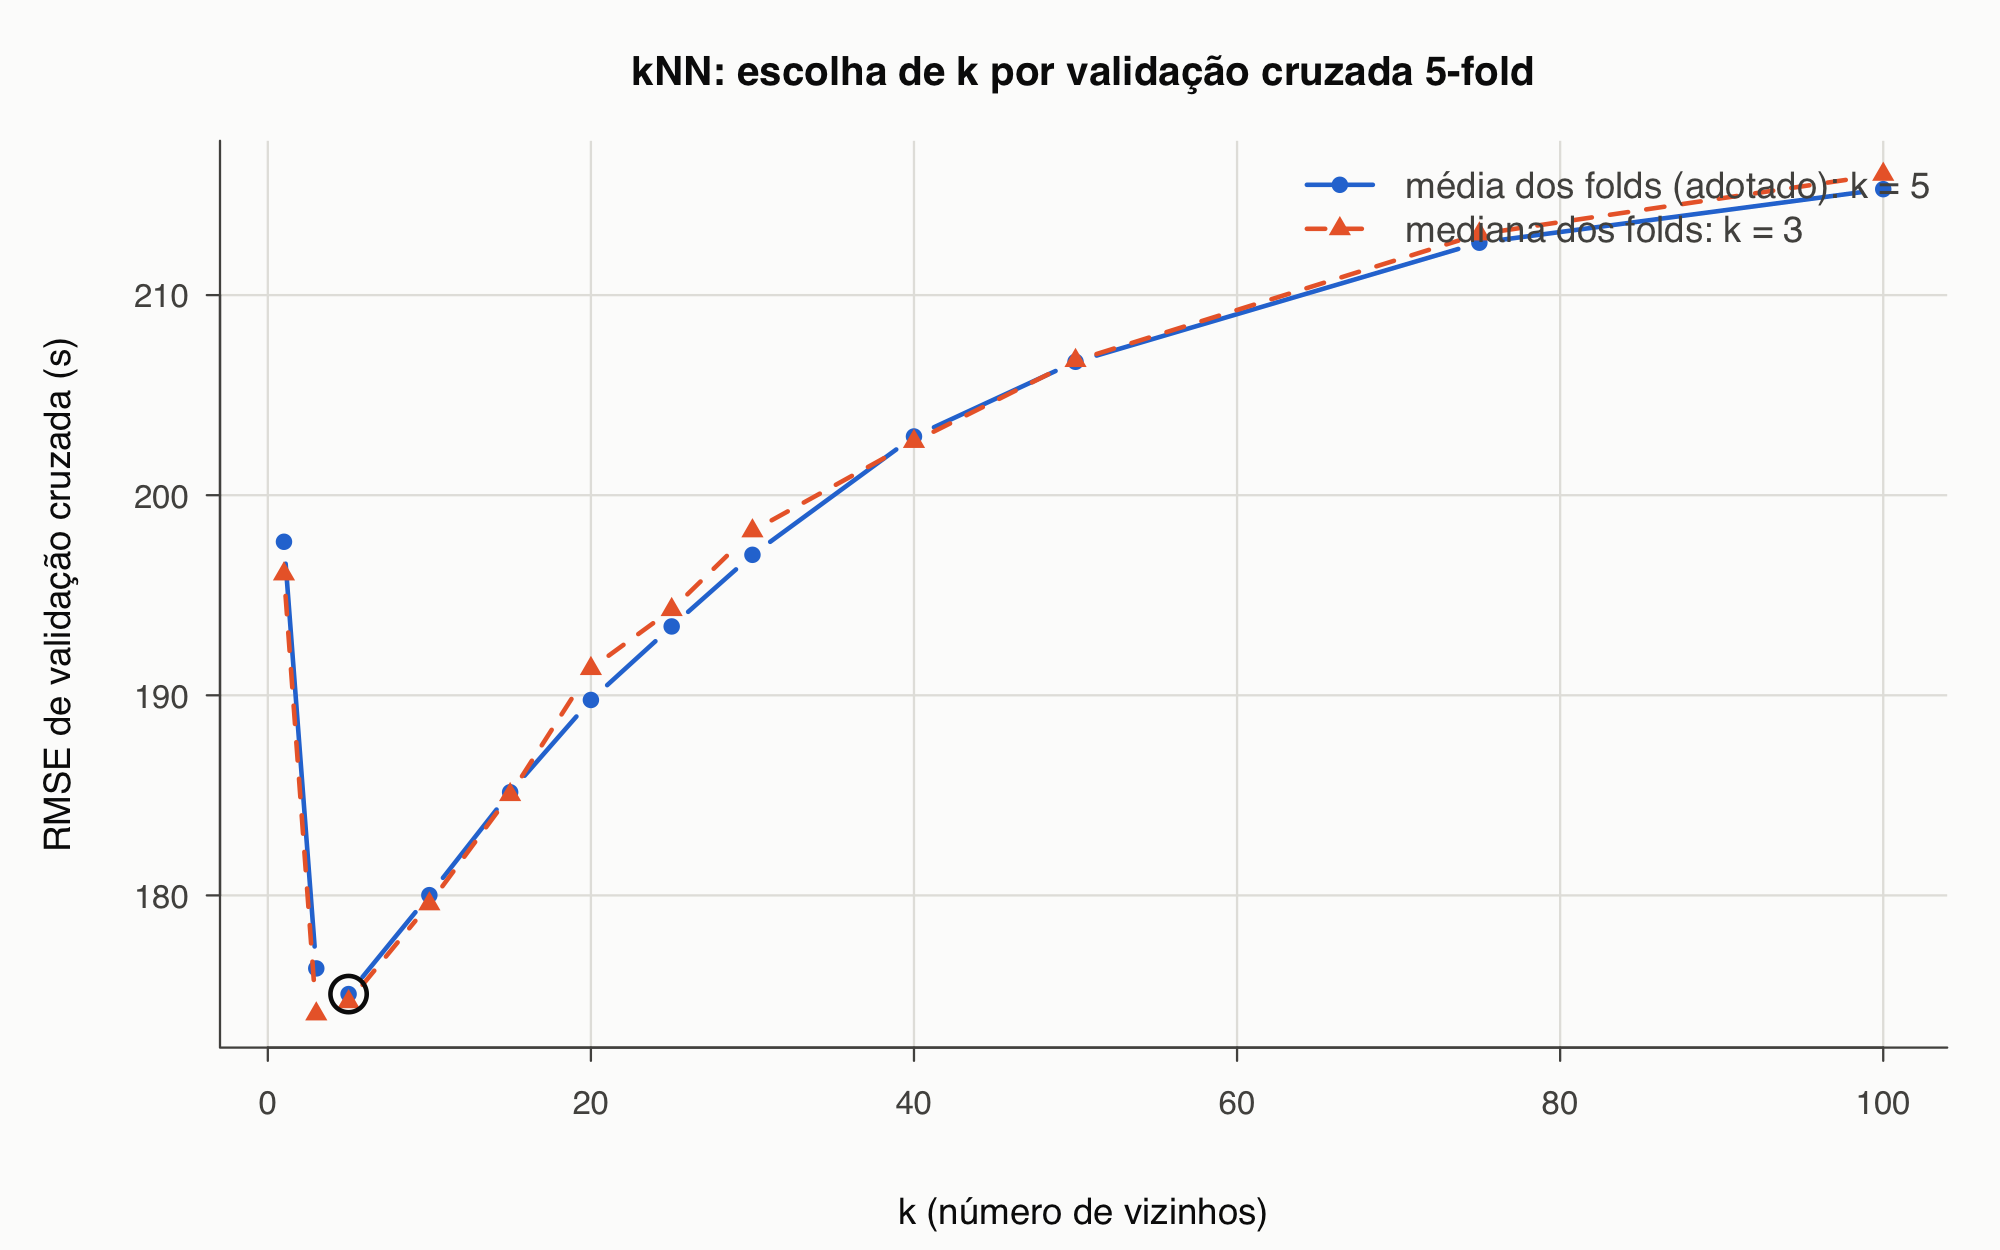 kNN: escolha de k por validação cruzada 5-fold
média dos folds (adotado): k = 5
mediana dos folds: k = 3
RMSE de validação cruzada (s)
210
200
190
180
0 20 40 60 80 100
k (número de vizinhos)